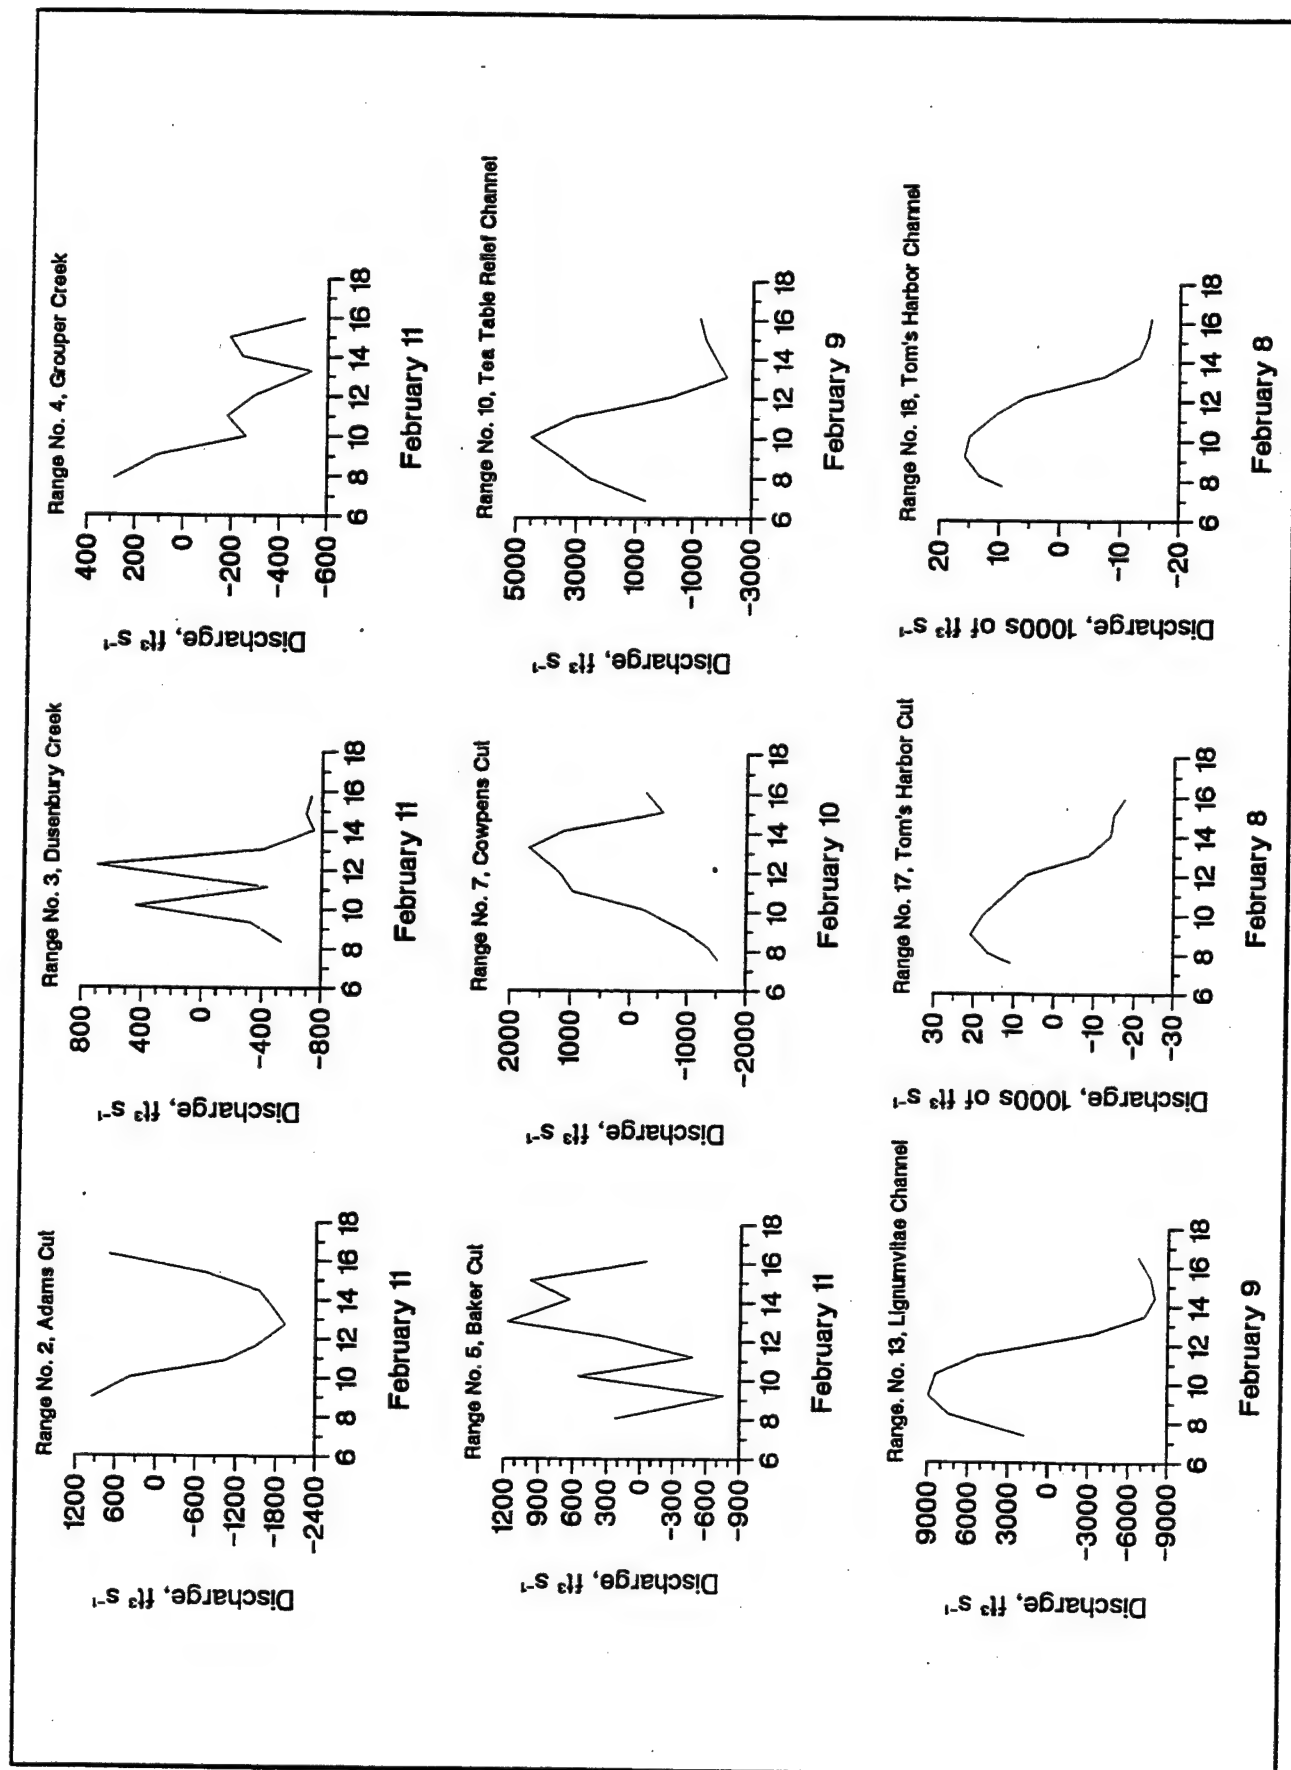 Range No. 2, Adams Cut
Discharge, ft³ s⁻¹
1200
600
0
-600
-1200
-1800
-2400
6 8 10 12 14 16 18
February 11
Range No. 3, Dusenbury Creek
Discharge, ft³ s⁻¹
800
400
0
-400
-800
6 8 10 12 14 16 18
February 11
Range No. 4, Grouper Creek
Discharge, ft³ s⁻¹
400
200
0
-200
-400
-600
6 8 10 12 14 16 18
February 11
Range No. 5, Baker Cut
Discharge, ft³ s⁻¹
1200
900
600
300
0
-300
-600
-900
6 8 10 12 14 16 18
February 11
Range No. 7, Cowpens Cut
Discharge, ft³ s⁻¹
2000
1000
0
-1000
-2000
6 8 10 12 14 16 18
February 10
Range No. 10, Tea Table Relief Channel
Discharge, ft³ s⁻¹
5000
3000
1000
-1000
-3000
6 8 10 12 14 16 18
February 9
Range. No. 13, Lignumvitae Channel
Discharge, ft³ s⁻¹
9000
6000
3000
0
-3000
-6000
-9000
6 8 10 12 14 16 18
February 9
Range No. 17, Tom's Harbor Cut
Discharge, 1000s of ft³ s⁻¹
30
20
10
0
-10
-20
-30
6 8 10 12 14 16 18
February 8
Range No. 18, Tom's Harbor Channel
Discharge, 1000s of ft³ s⁻¹
20
10
0
-10
-20
6 8 10 12 14 16 18
February 8